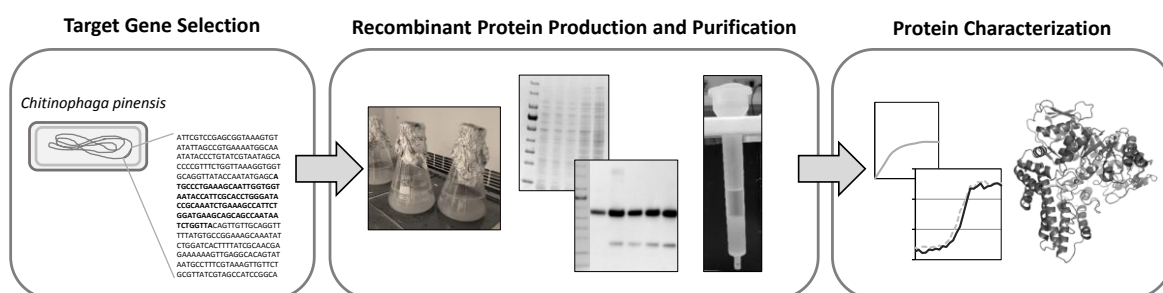 Target Gene Selection
Recombinant Protein Production and Purification
Protein Characterization
Chitinophaga pinensis
ATTCGTCCGAGCGGTAAAGTGT
ATATTAGCCGTGAAAATGGCAA
ATATACCCTGTATCGTAATAGCA
CCCCGTTTCTGGTTAAAGGTGGT
GCAGGTTATACCAATATGAGCA
TGCCCTGAAAGCAATTGGTGGT
AATACCATTCGCACCTGGGATA
CCGCAAATCTGAAAGCCATTCT
GGATGAAGCAGCAGCCAATAA
TCTGGTTACAGTTGTTGCAGGTT
TTTATGTGCCGGAAAGCAAATAT
CTGGATCACTTTTATCGCAACGA
GAAAAAAGTTGAGGCACAGTAT
AATGCCTTTCGTAAAGTTGTTCT
GCGTTATCGTAGCCATCCGGCA